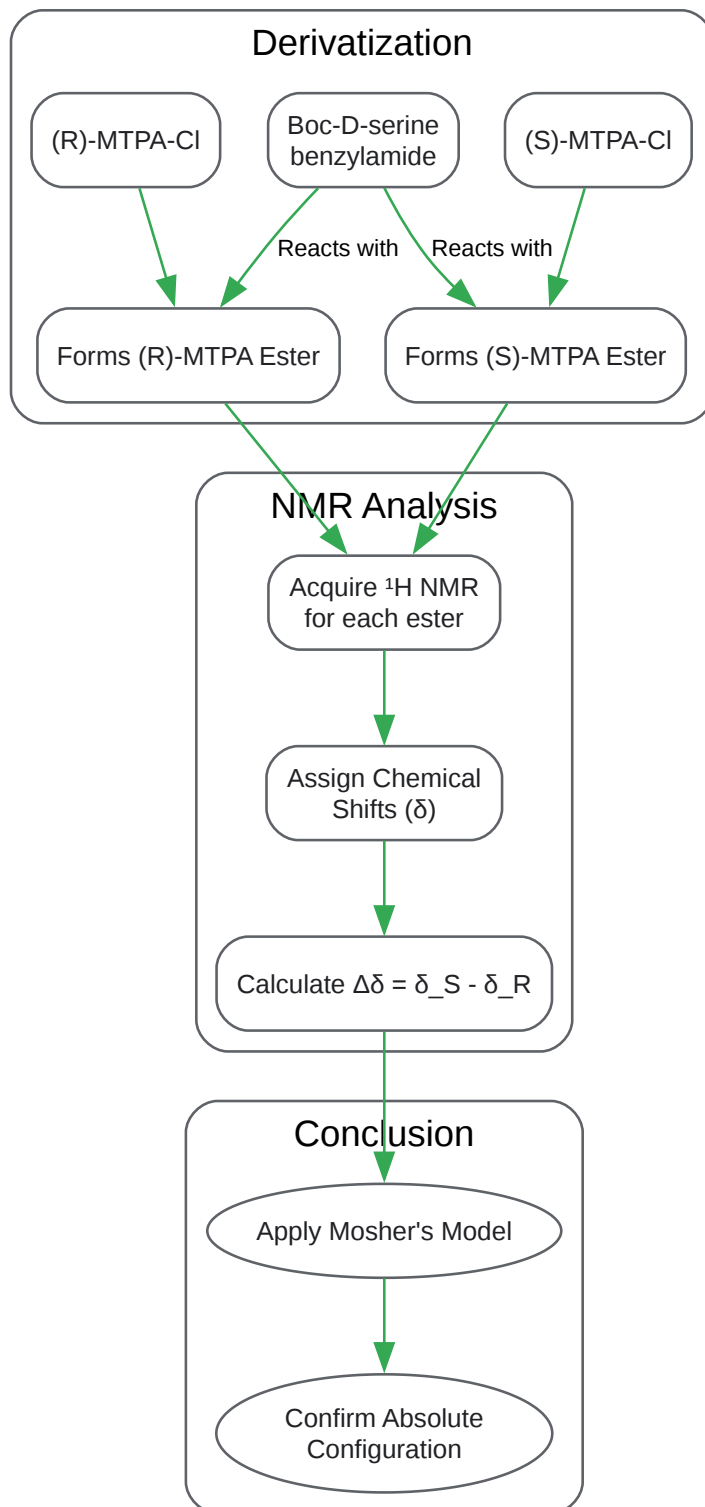 Derivatization
(R)-MTPA-Cl
Boc-D-serine
benzylamide
(S)-MTPA-Cl
Reacts with
Reacts with
Forms (R)-MTPA Ester
Forms (S)-MTPA Ester
NMR Analysis
Acquire ¹H NMR
for each ester
Assign Chemical
Shifts (δ)
Calculate Δδ = δ_S - δ_R
Conclusion
Apply Mosher's Model
Confirm Absolute
Configuration